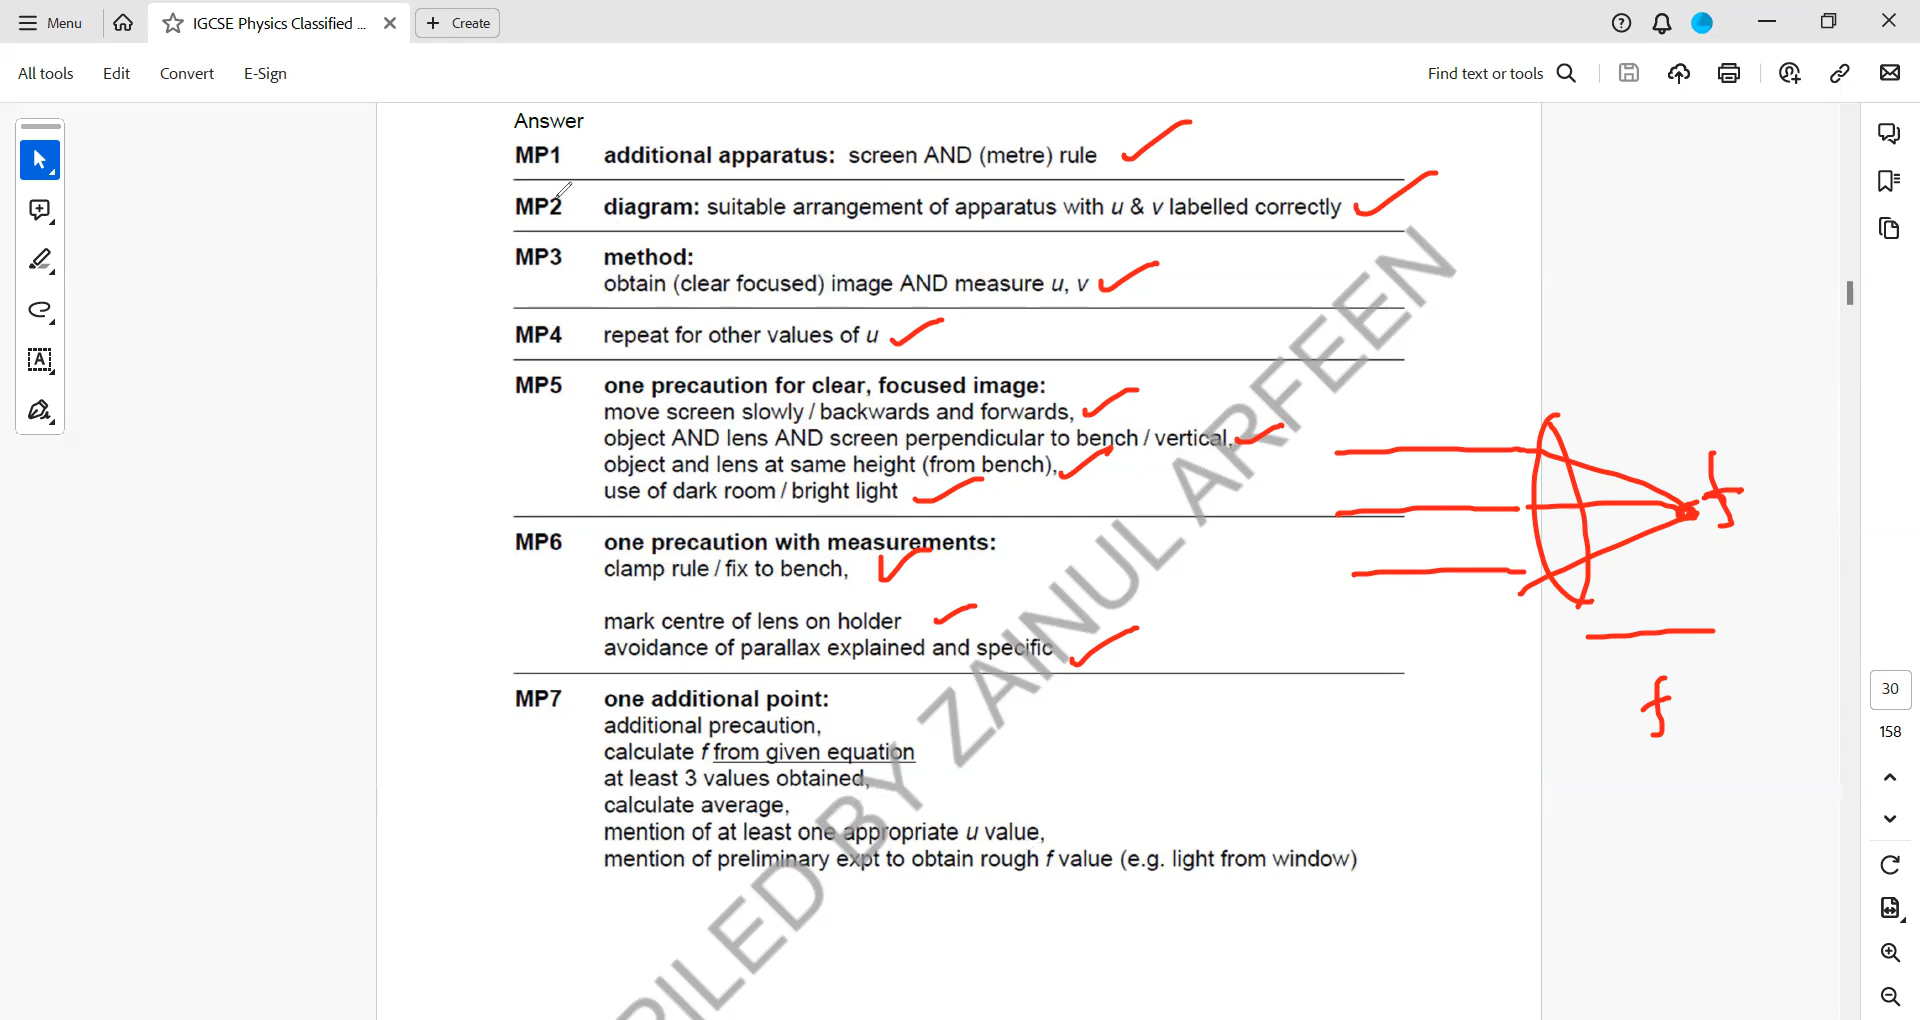 Menu
IGCSE Physics Classified ...
Create
All tools
Edit
Convert
E-Sign
Find text or tools
Answer
MP1 additional apparatus: screen AND (metre) rule
MP2 diagram: suitable arrangement of apparatus with u & v labelled correctly
MP3 method:
obtain (clear focused) image AND measure u, v
MP4 repeat for other values of u
MP5 one precaution for clear, focused image:
move screen slowly / backwards and forwards,
object AND lens AND screen perpendicular to bench / vertical,
object and lens at same height (from bench),
use of dark room / bright light
MP6 one precaution with measurements:
clamp rule / fix to bench,
mark centre of lens on holder
avoidance of parallax explained and specific
MP7 one additional point:
additional precaution,
calculate f from given equation
at least 3 values obtained,
calculate average,
mention of at least one appropriate u value,
mention of preliminary expt to obtain rough f value (e.g. light from window)
PILED BY ZAINUL ARFEEN
f
f
30
158